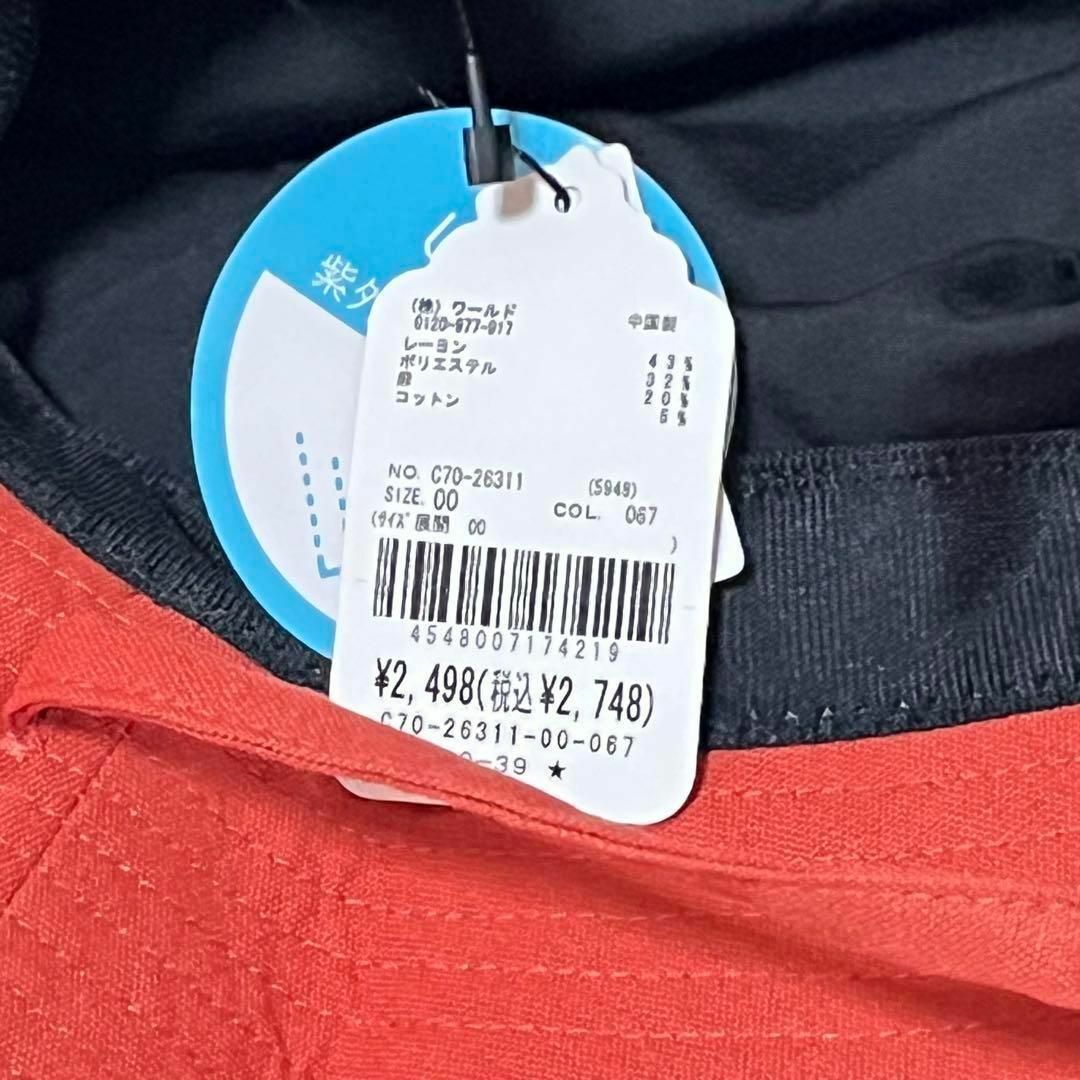 紫
(株) ワールド
0120-977-917
中国製
レーヨン 43%
ポリエステル 32%
麻 20%
コットン 5%
NO. C70-26311 (5949)
SIZE. 00 COL. 067
(サイズ展開 00 )
4548007174219
¥2,498(税込¥2,748)
C70-26311-00-067
-39 ★